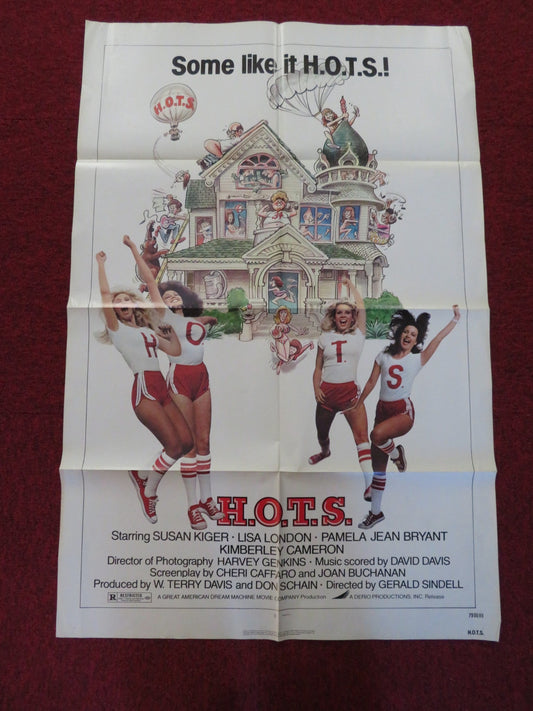 Some like it H.O.T.S.!
H.O.T.S.
H O T S.
H.O.T.S.
Starring SUSAN KIGER · LISA LONDON · PAMELA JEAN BRYANT
KIMBERLEY CAMERON
Director of Photography HARVEY GENKINS · Music scored by DAVID DAVIS
Screenplay by CHERI CAFFARO and JOAN BUCHANAN
Produced by W. TERRY DAVIS and DON SCHAIN · Directed by GERALD SINDELL
R RESTRICTED
A GREAT AMERICAN DREAM MACHINE MOVIE COMPANY Production
A DERIO PRODUCTIONS, INC. Release
H.O.T.S.